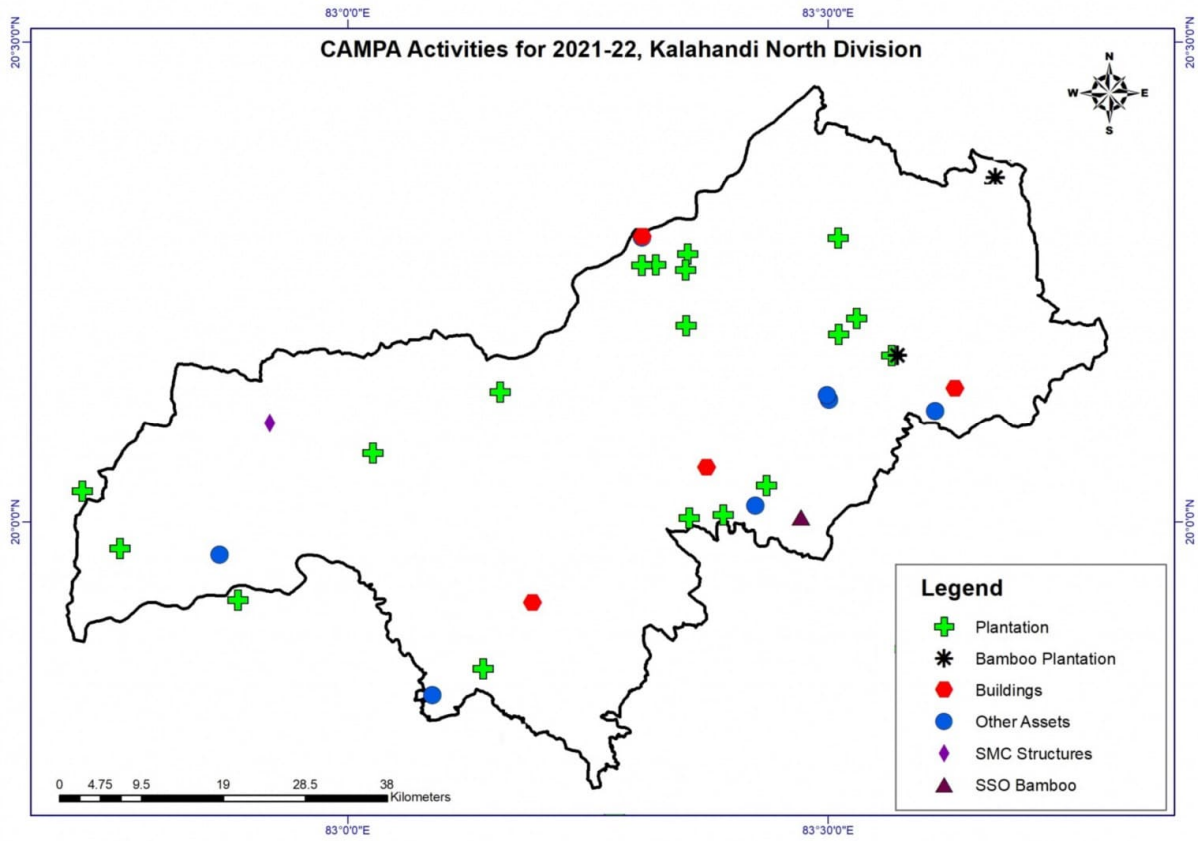 83°0'0"E 83°30'0"E
20°30'0"N 20°30'0"N
CAMPA Activities for 2021-22, Kalahandi North Division
N
W E
S
20°0'0"N 20°0'0"N
Legend
Plantation
Bamboo Plantation
Buildings
Other Assets
SMC Structures
SSO Bamboo
0 4.75 9.5 19 28.5 38
Kilometers
83°0'0"E 83°30'0"E